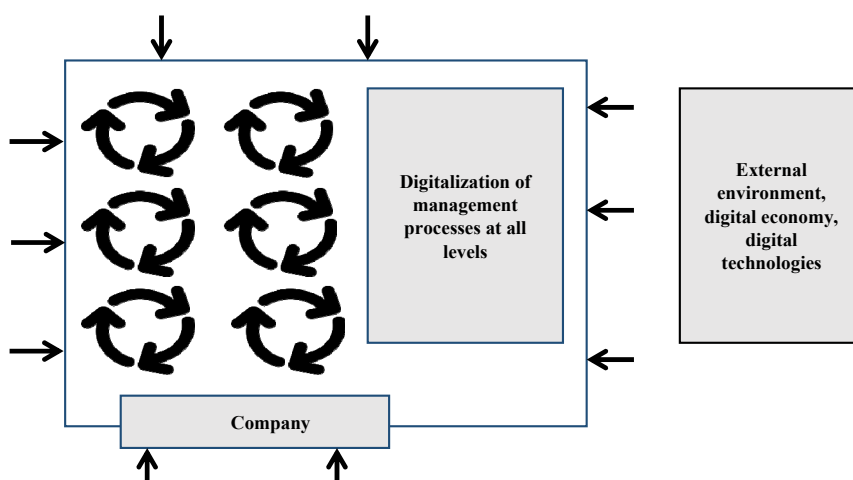 Digitalization of
management
processes at all
levels
External
environment,
digital economy,
digital
technologies
Company